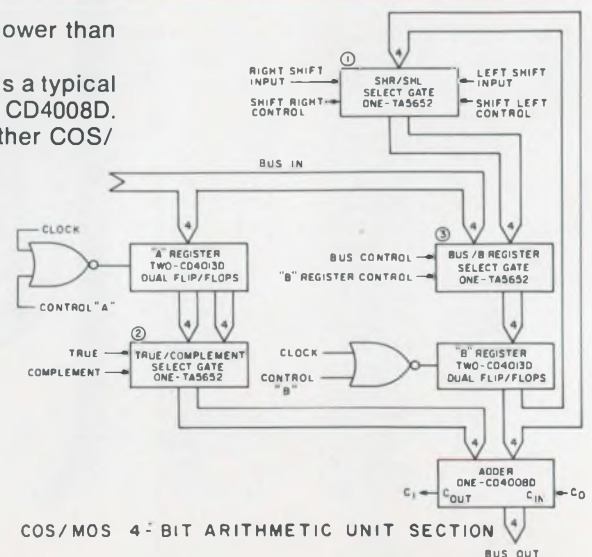 ower than
s a typical
CD4008D.
ther COS/
①
4
RIGHT SHIFT
INPUT
SHIFT RIGHT
CONTROL
SHR/SHL
SELECT GATE
ONE-TA5652
LEFT SHIFT
INPUT
SHIFT LEFT
CONTROL
BUS IN
4
4
4
CLOCK
CONTROL "A"
"A" REGISTER
TWO-CD4013D
DUAL FLIP/FLOPS
③
BUS CONTROL
"B" REGISTER CONTROL
BUS/B REGISTER
SELECT GATE
ONE-TA5652
4
4
4
②
TRUE
COMPLEMENT
TRUE/COMPLEMENT
SELECT GATE
ONE-TA5652
CLOCK
CONTROL
"B"
"B" REGISTER
TWO-CD4013D
DUAL FLIP/FLOPS
4
4
ADDER
ONE-CD4008D
C1
COUT
CIN
C0
4
COS/MOS 4-BIT ARITHMETIC UNIT SECTION
BUS OUT